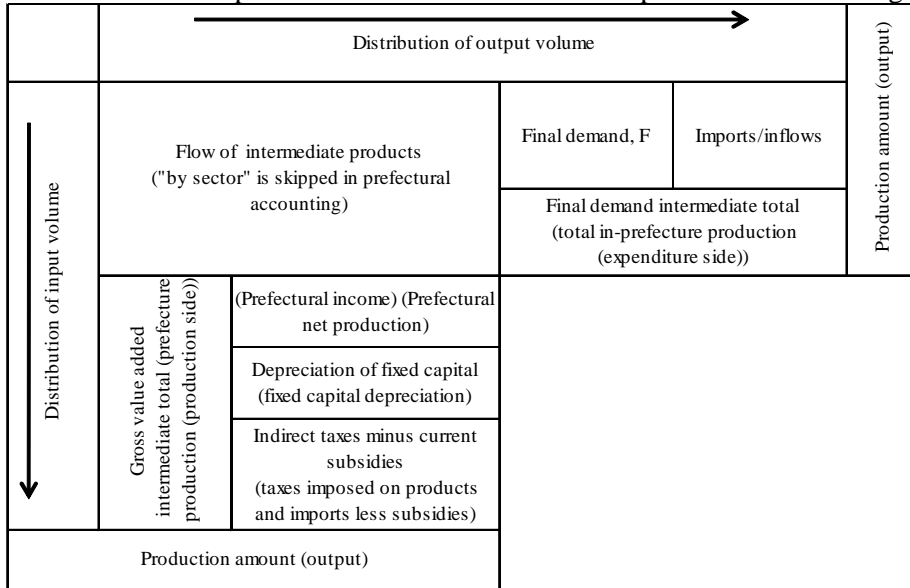 Distribution of output volume
Production amount (output)
Distribution of input volume
Flow of intermediate products
("by sector" is skipped in prefectural
accounting)
Final demand, F
Imports/inflows
Final demand intermediate total
(total in-prefecture production
(expenditure side))
Gross value added
intermediate total (prefecture
production (production side))
(Prefectural income) (Prefectural
net production)
Depreciation of fixed capital
(fixed capital depreciation)
Indirect taxes minus current
subsidies
(taxes imposed on products
and imports less subsidies)
Production amount (output)